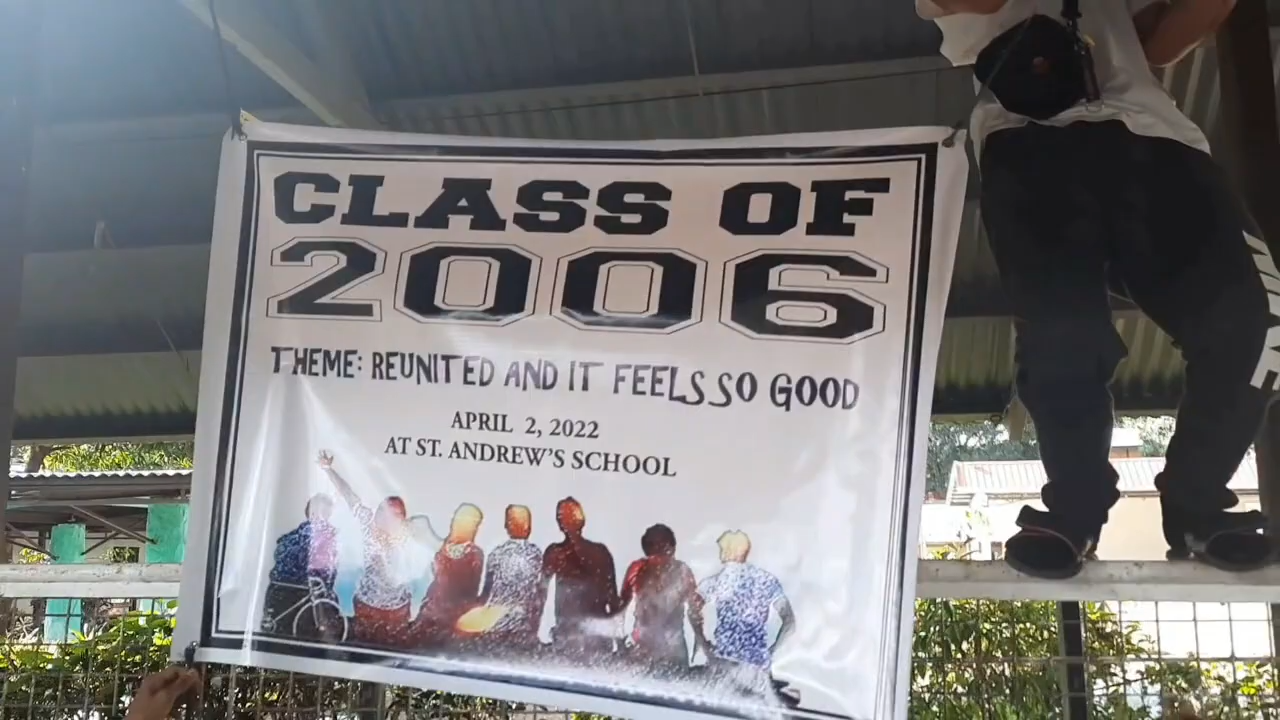 CLASS OF
2006
THEME: REUNITED AND IT FEELS SO GOOD
APRIL 2, 2022
AT ST. ANDREW'S SCHOOL